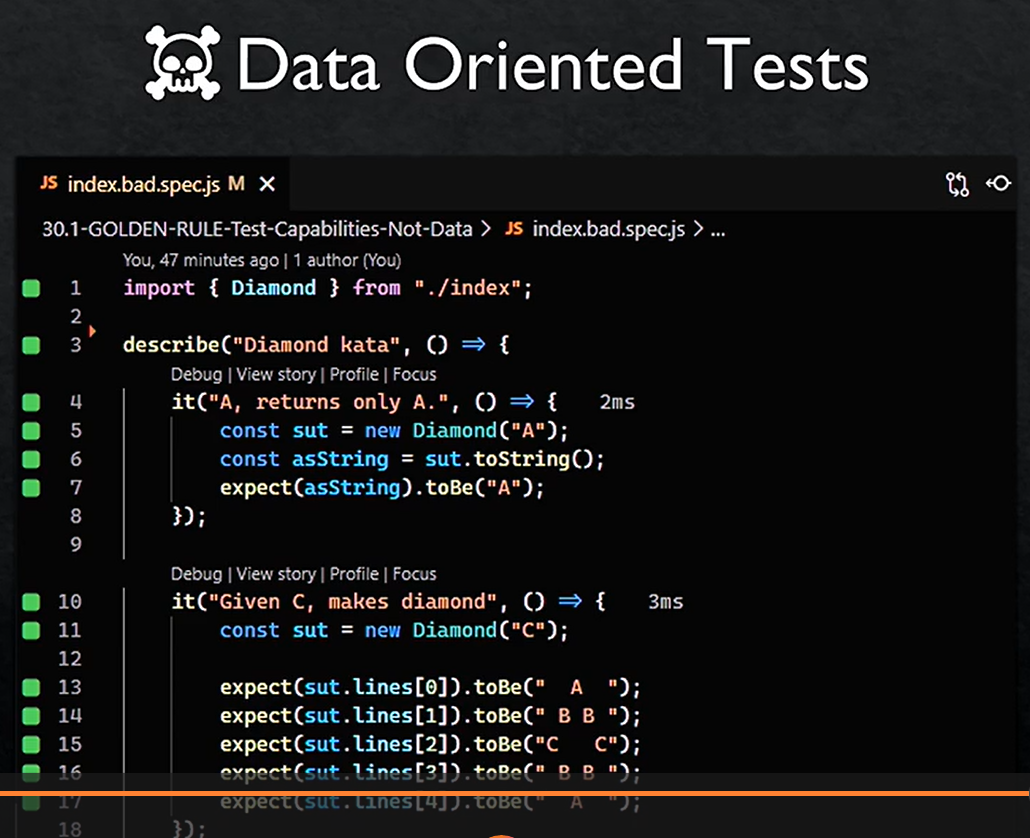 Data Oriented Tests
JS index.bad.spec.js M ×
30.1-GOLDEN-RULE-Test-Capabilities-Not-Data > JS index.bad.spec.js > ...
You, 47 minutes ago | 1 author (You)
1 import { Diamond } from "./index";
2
3 describe("Diamond kata", () ⇒ {
Debug | View story | Profile | Focus
4 it("A, returns only A.", () ⇒ { 2ms
5 const sut = new Diamond("A");
6 const asString = sut.toString();
7 expect(asString).toBe("A");
8 });
9
Debug | View story | Profile | Focus
10 it("Given C, makes diamond", () ⇒ { 3ms
11 const sut = new Diamond("C");
12
13 expect(sut.lines[0]).toBe("  A  ");
14 expect(sut.lines[1]).toBe(" B B ");
15 expect(sut.lines[2]).toBe("C   C");
16 expect(sut.lines[3]).toBe(" B B ");
17 expect(sut.lines[4]).toBe("  A  ");
18 });